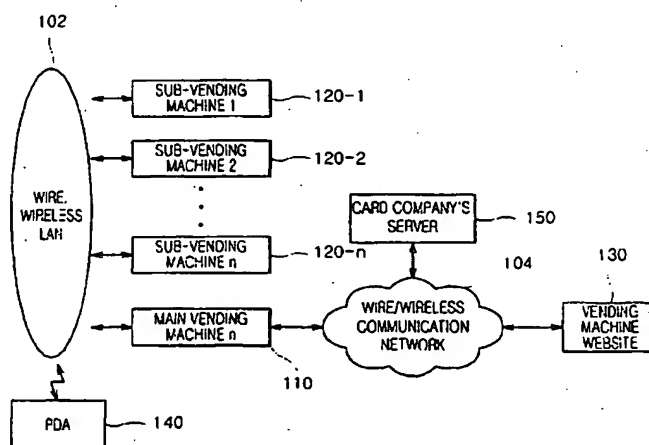 102
SUB-VENDING
MACHINE 1
120-1
SUB-VENDING
MACHINE 2
120-2
WIRE,
WIRELESS
LAN
CARD COMPANY'S
SERVER
150
SUB-VENDING
MACHINE n
120-n
104
130
MAIN VENDING
MACHINE n
WIRE/WIRELESS
COMMUNICATION
NETWORK
VENDING
MACHINE
WEBSITE
110
PDA
140